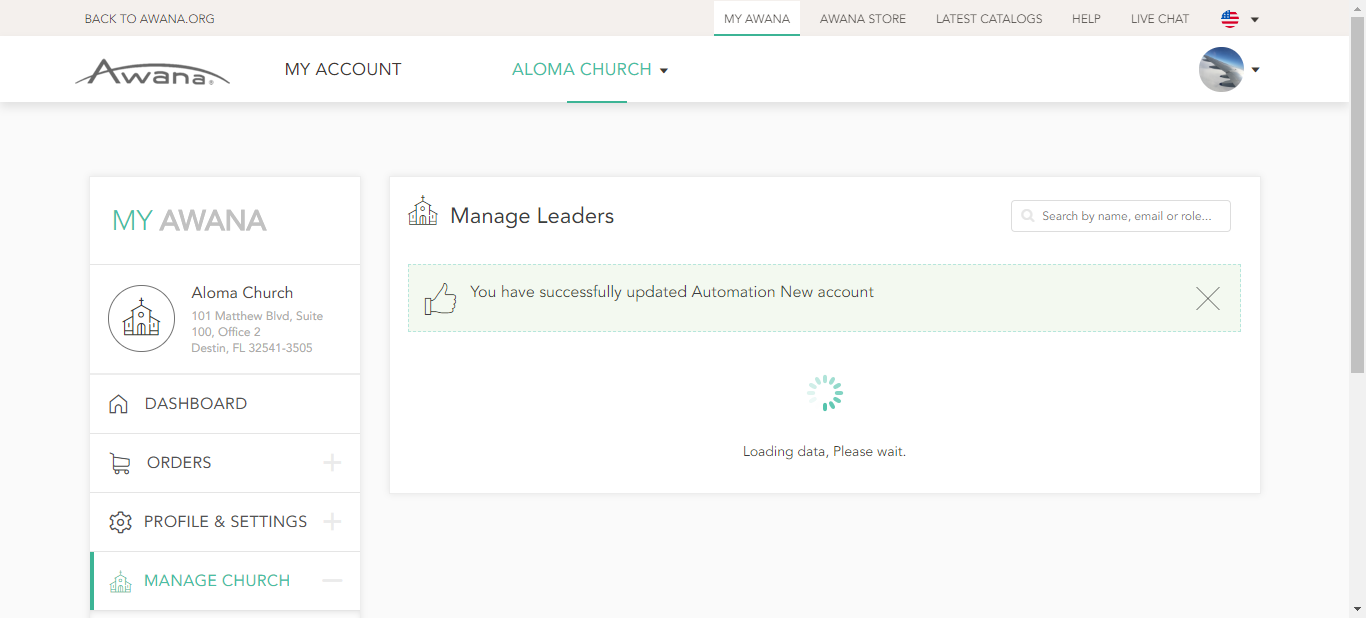 BACK TO AWANA.ORG
MY AWANA
AWANA STORE
LATEST CATALOGS
HELP
LIVE CHAT
Awana®
MY ACCOUNT
ALOMA CHURCH
MY AWANA
Aloma Church
101 Matthew Blvd, Suite
100, Office 2
Destin, FL 32541-3505
DASHBOARD
ORDERS
PROFILE & SETTINGS
MANAGE CHURCH
Manage Leaders
Search by name, email or role...
You have successfully updated Automation New account
Loading data, Please wait.